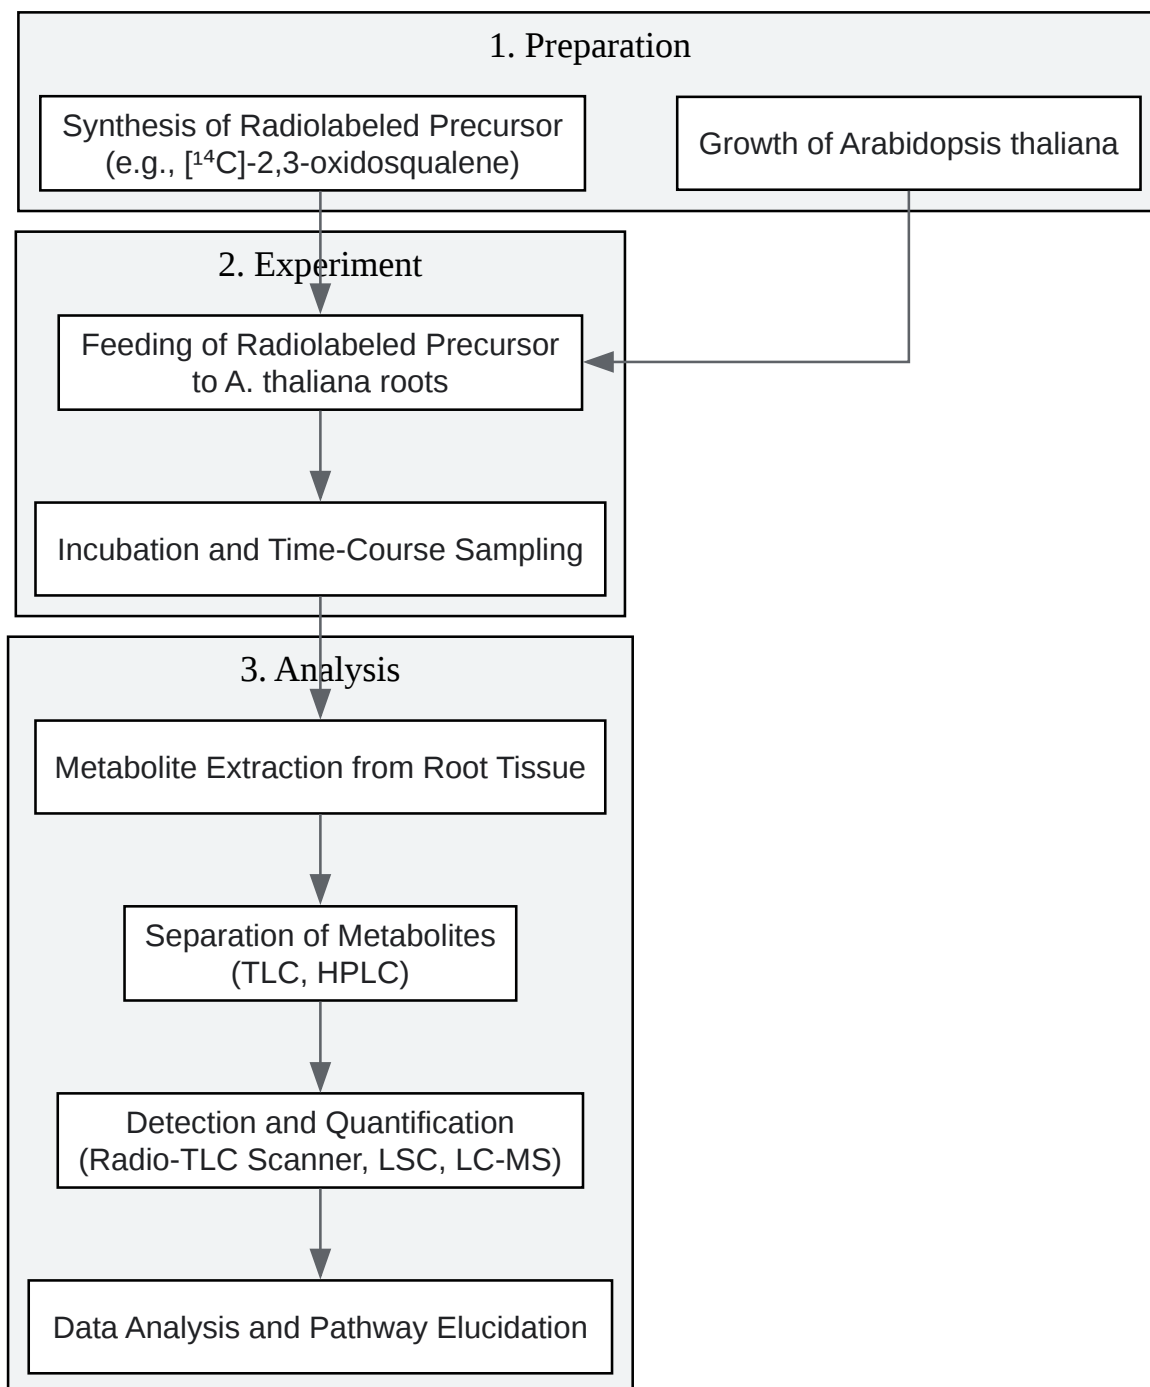 1. Preparation
Synthesis of Radiolabeled Precursor
(e.g., [¹⁴C]-2,3-oxidosqualene)
Growth of Arabidopsis thaliana
2. Experiment
Feeding of Radiolabeled Precursor
to A. thaliana roots
Incubation and Time-Course Sampling
3. Analysis
Metabolite Extraction from Root Tissue
Separation of Metabolites
(TLC, HPLC)
Detection and Quantification
(Radio-TLC Scanner, LSC, LC-MS)
Data Analysis and Pathway Elucidation